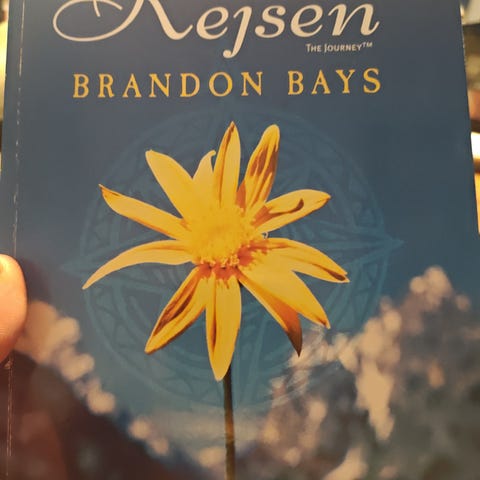 Rejsen
THE JOURNEY™
BRANDON BAYS